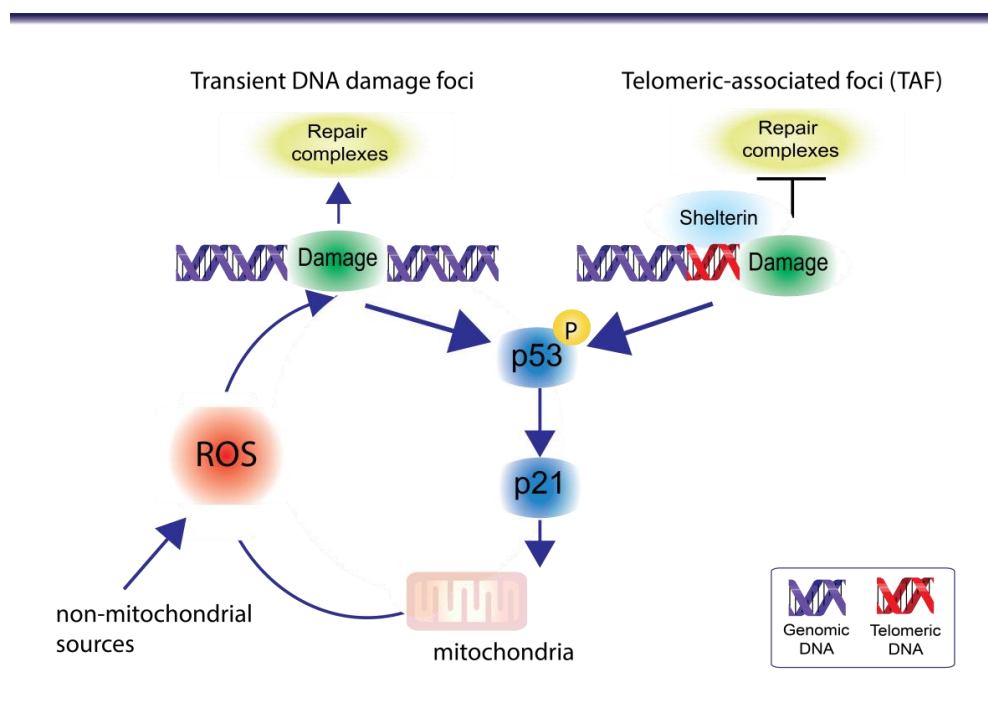 Transient DNA damage foci
Repair
complexes
Damage
Telomeric-associated foci (TAF)
Repair
complexes
Shelterin
Damage
P
p53
p21
ROS
non-mitochondrial
sources
mitochondria
Genomic
DNA
Telomeric
DNA